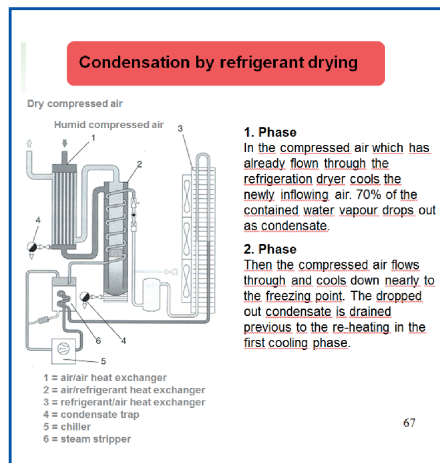 Condensation by refrigerant drying
Dry compressed air
Humid compressed air
3
1
2
4
6
4
5
1 = air/air heat exchanger
2 = air/refrigerant heat exchanger
3 = refrigerant/air heat exchanger
4 = condensate trap
5 = chiller
6 = steam stripper
1. Phase
In the compressed air which has
already flown through the
refrigeration dryer cools the
newly inflowing air. 70% of the
contained water vapour drops out
as condensate.
2. Phase
Then the compressed air flows
through and cools down nearly to
the freezing point. The dropped
out condensate is drained
previous to the re-heating in the
first cooling phase.
67